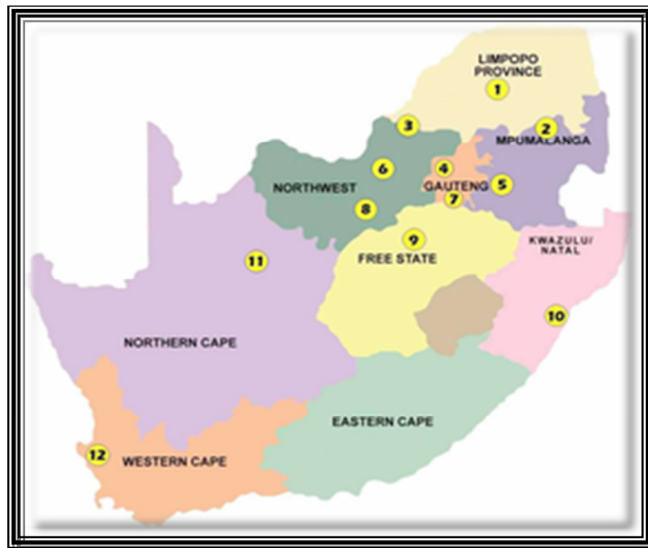 LIMPOPO
PROVINCE
1
3
2
MPUMALANGA
6
4
NORTHWEST
GAUTENG
5
7
8
9
FREE STATE
KWAZULU/
NATAL
11
10
NORTHERN CAPE
EASTERN CAPE
12
WESTERN CAPE